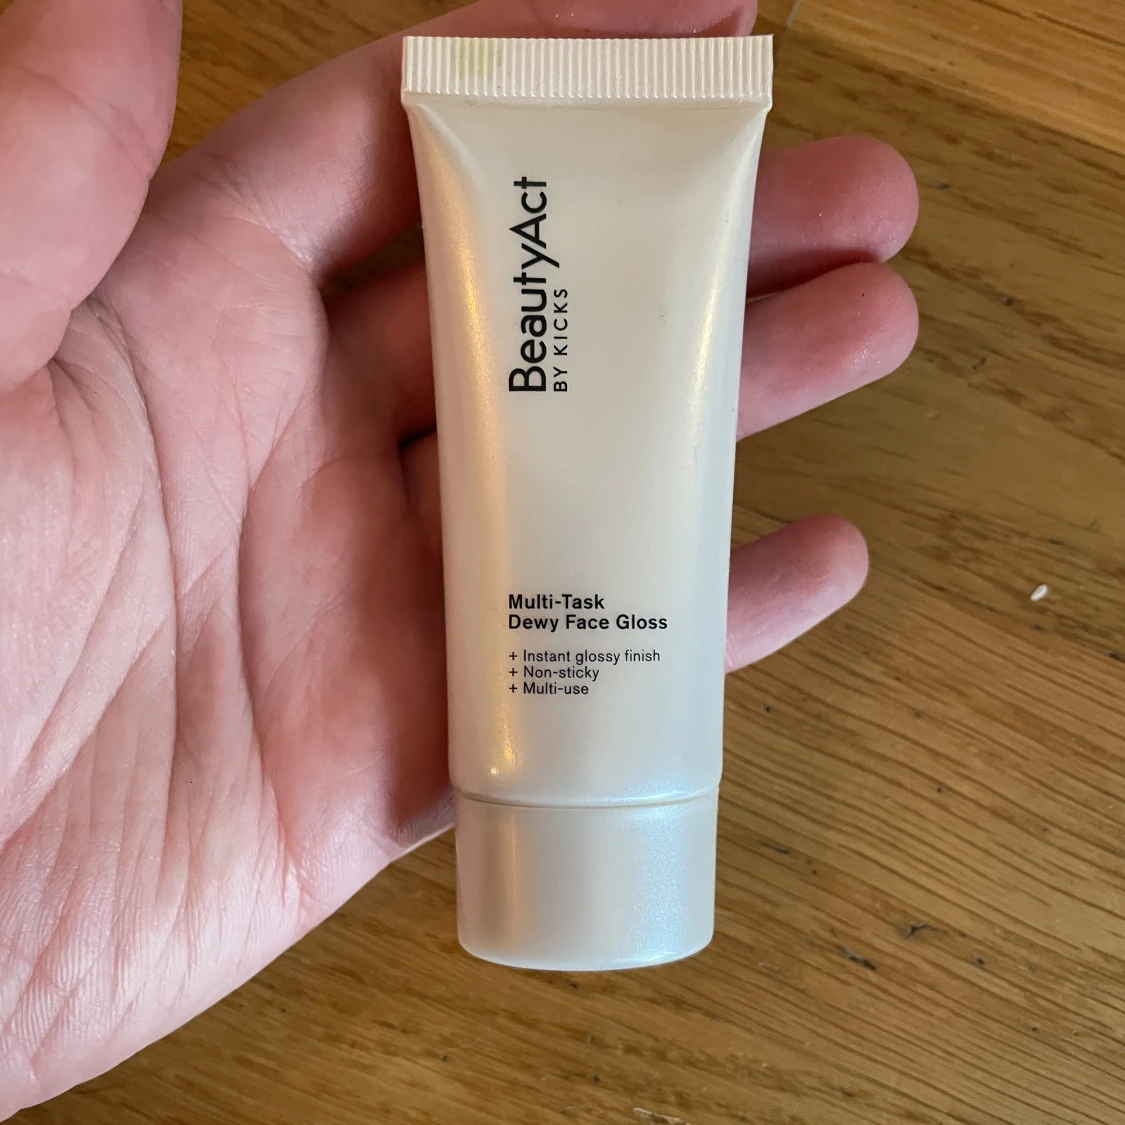 BeautyAct
BY KICKS
Multi-Task
Dewy Face Gloss
+ Instant glossy finish
+ Non-sticky
+ Multi-use